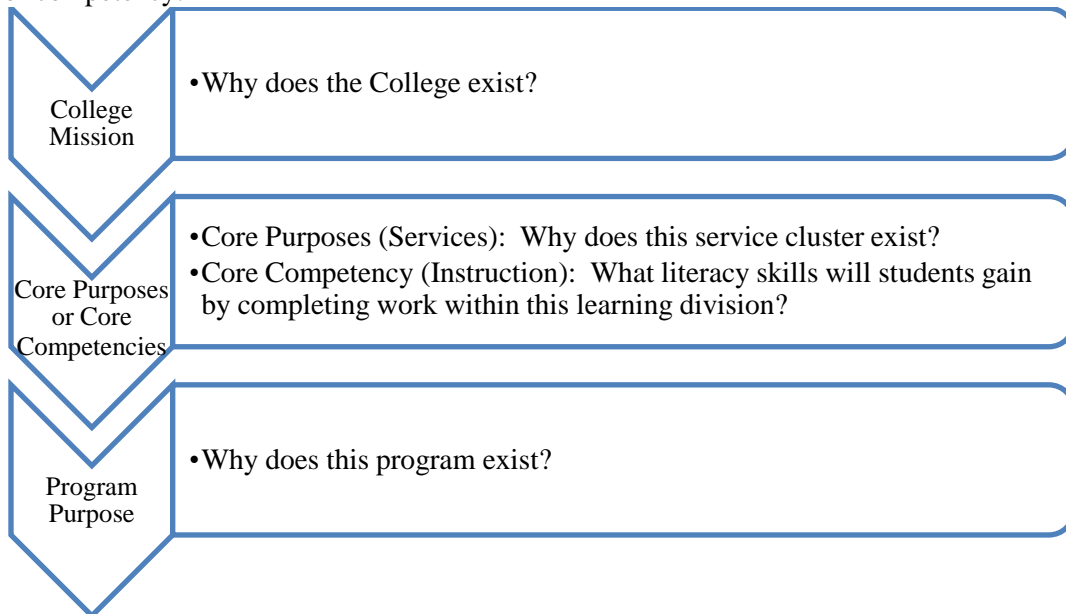 College
Mission
•Why does the College exist?
Core Purposes
or Core
Competencies
•Core Purposes (Services):  Why does this service cluster exist?
•Core Competency (Instruction):  What literacy skills will students gain
by completing work within this learning division?
Program
Purpose
•Why does this program exist?